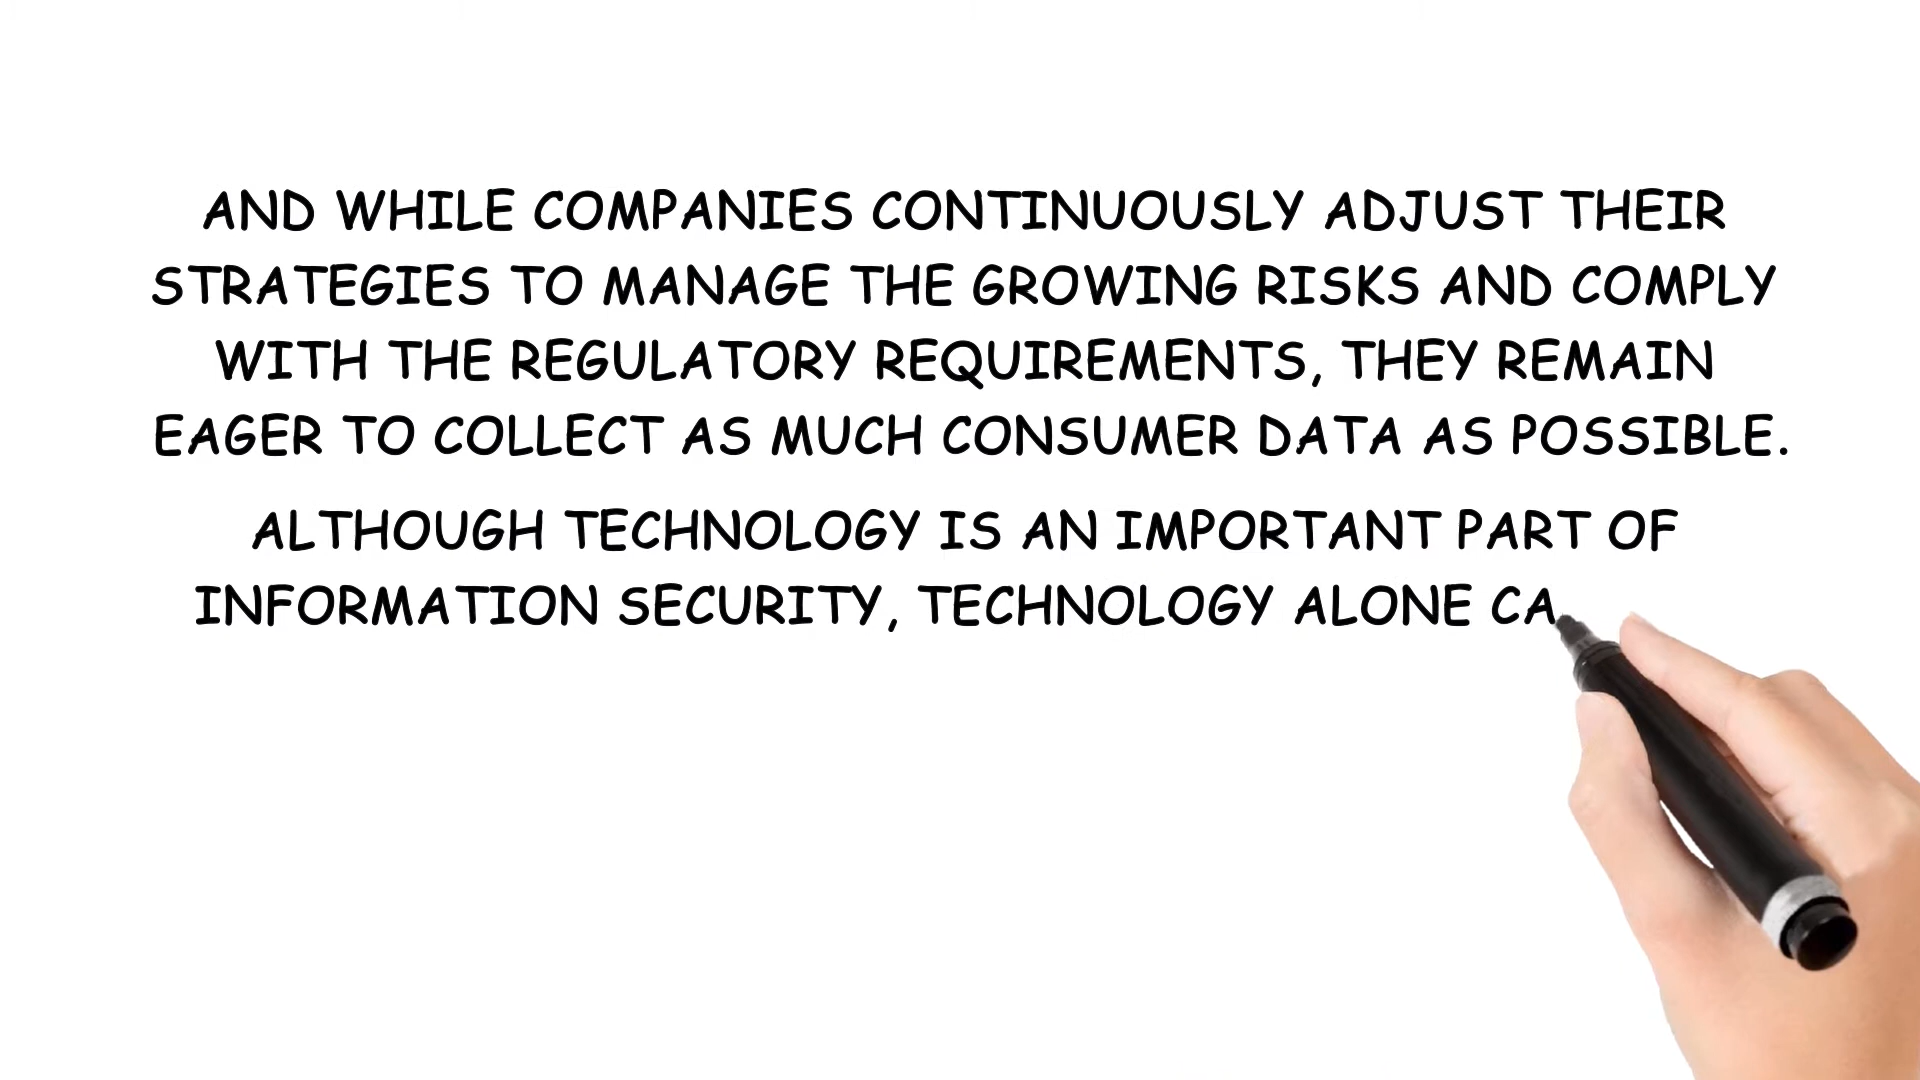 AND WHILE COMPANIES CONTINUOUSLY ADJUST THEIR
STRATEGIES TO MANAGE THE GROWING RISKS AND COMPLY
WITH THE REGULATORY REQUIREMENTS, THEY REMAIN
EAGER TO COLLECT AS MUCH CONSUMER DATA AS POSSIBLE.
ALTHOUGH TECHNOLOGY IS AN IMPORTANT PART OF
INFORMATION SECURITY, TECHNOLOGY ALONE CA